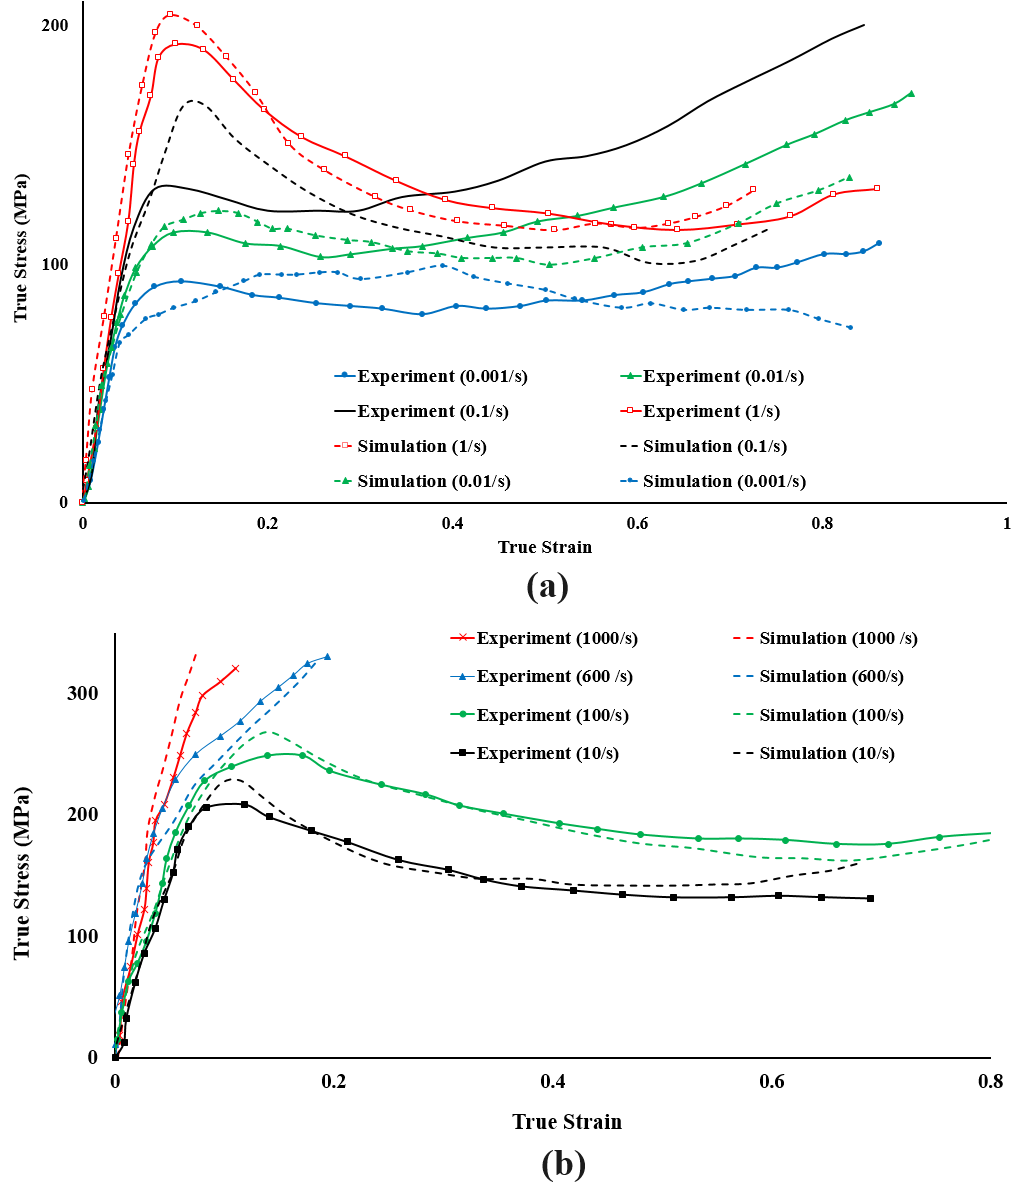 200
100
0
True Stress (MPa)
Experiment (0.001/s) Experiment (0.01/s)
Experiment (0.1/s) Experiment (1/s)
Simulation (1/s) Simulation (0.1/s)
Simulation (0.01/s) Simulation (0.001/s)
0 0.2 0.4 0.6 0.8 1
True Strain
(a)
Experiment (1000/s) Simulation (1000 /s)
Experiment (600 /s) Simulation (600/s)
Experiment (100/s) Simulation (100/s)
Experiment (10/s) Simulation (10/s)
300
200
100
0
True Stress (MPa)
0 0.2 0.4 0.6 0.8
True Strain
(b)